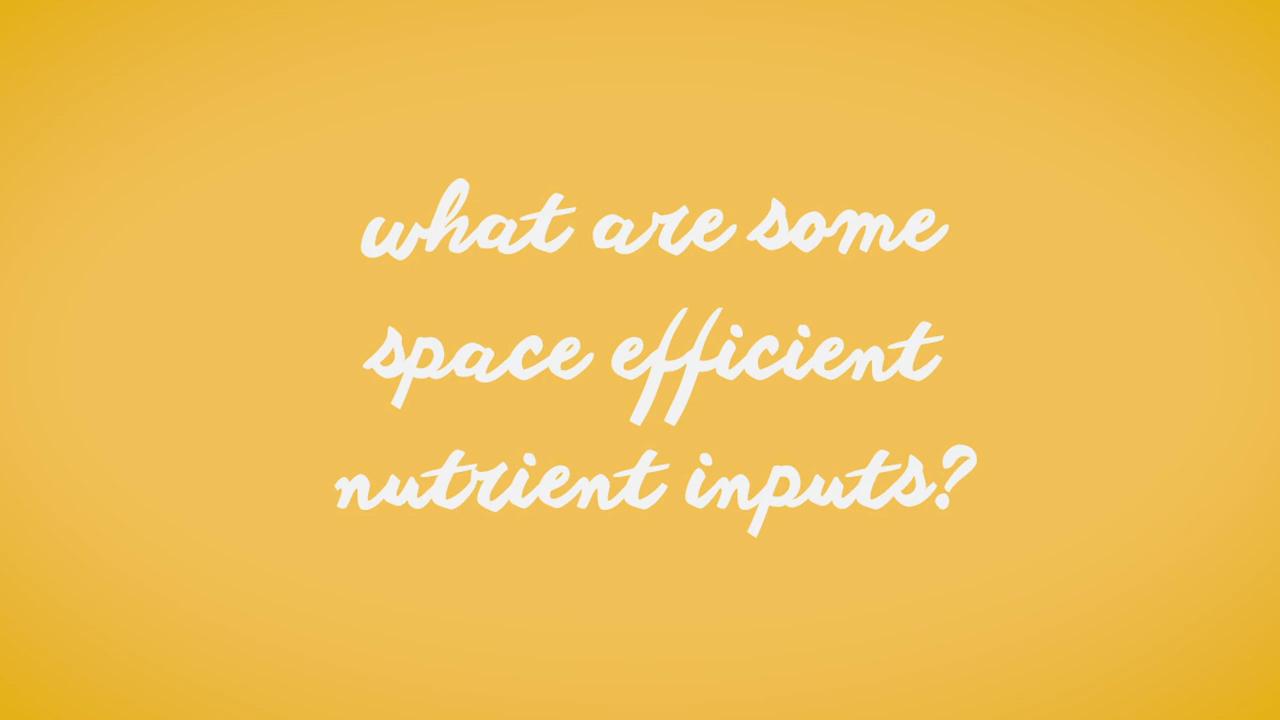 what are some
space efficient
nutrient inputs?